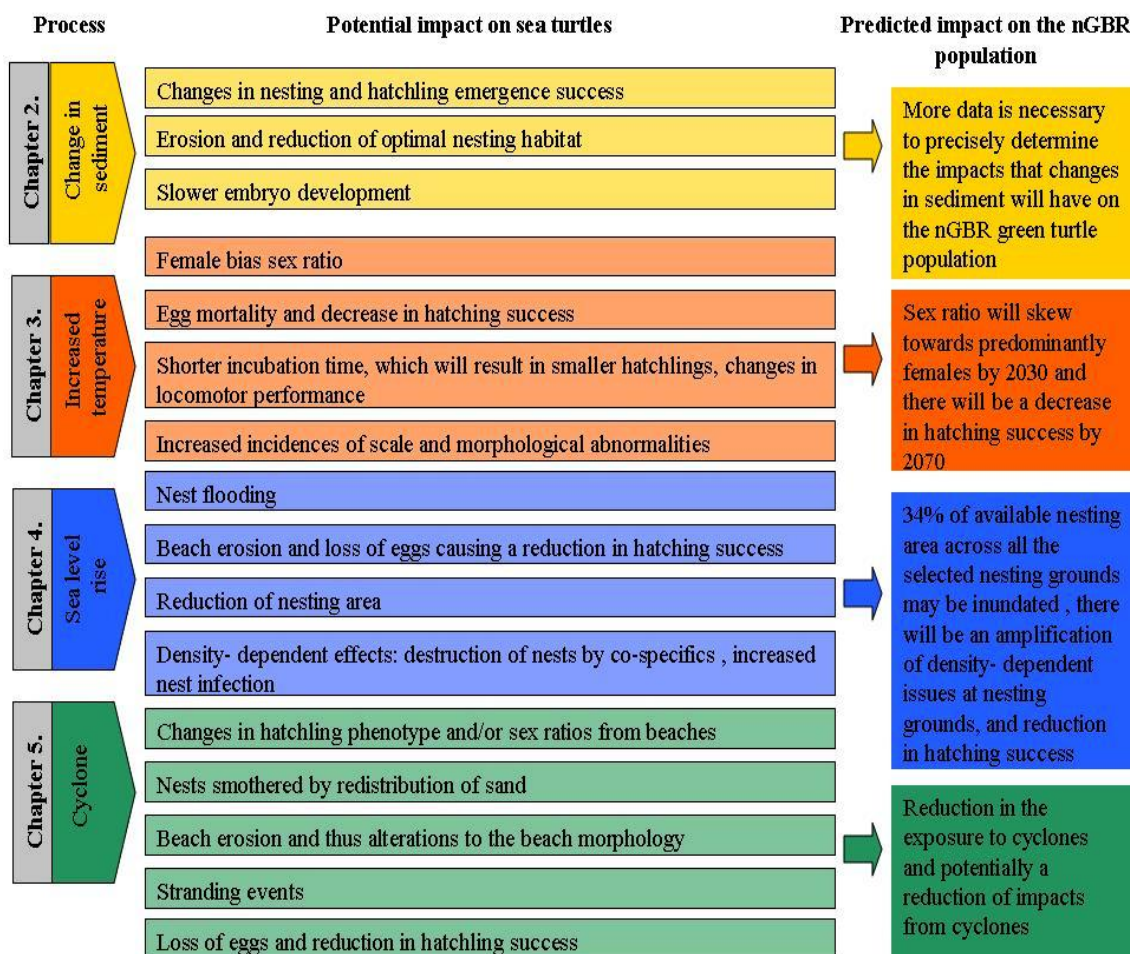 Process
Potential impact on sea turtles
Predicted impact on the nGBR
population
Chapter 2.
Change in
sediment
Changes in nesting and hatchling emergence success
Erosion and reduction of optimal nesting habitat
Slower embryo development
More data is necessary
to precisely determine
the impacts that changes
in sediment will have on
the nGBR green turtle
population
Chapter 3.
Increased
temperature
Female bias sex ratio
Egg mortality and decrease in hatching success
Shorter incubation time, which will result in smaller hatchlings, changes in
locomotor performance
Increased incidences of scale and morphological abnormalities
Sex ratio will skew
towards predominantly
females by 2030 and
there will be a decrease
in hatching success by
2070
Chapter 4.
Sea level
rise
Nest flooding
Beach erosion and loss of eggs causing a reduction in hatching success
Reduction of nesting area
Density- dependent effects: destruction of nests by co-specifics , increased
nest infection
34% of available nesting
area across all the
selected nesting grounds
may be inundated , there
will be an amplification
of density- dependent
issues at nesting
grounds, and reduction
in hatching success
Chapter 5.
Cyclone
Changes in hatchling phenotype and/or sex ratios from beaches
Nests smothered by redistribution of sand
Beach erosion and thus alterations to the beach morphology
Stranding events
Loss of eggs and reduction in hatchling success
Reduction in the
exposure to cyclones
and potentially a
reduction of impacts
from cyclones